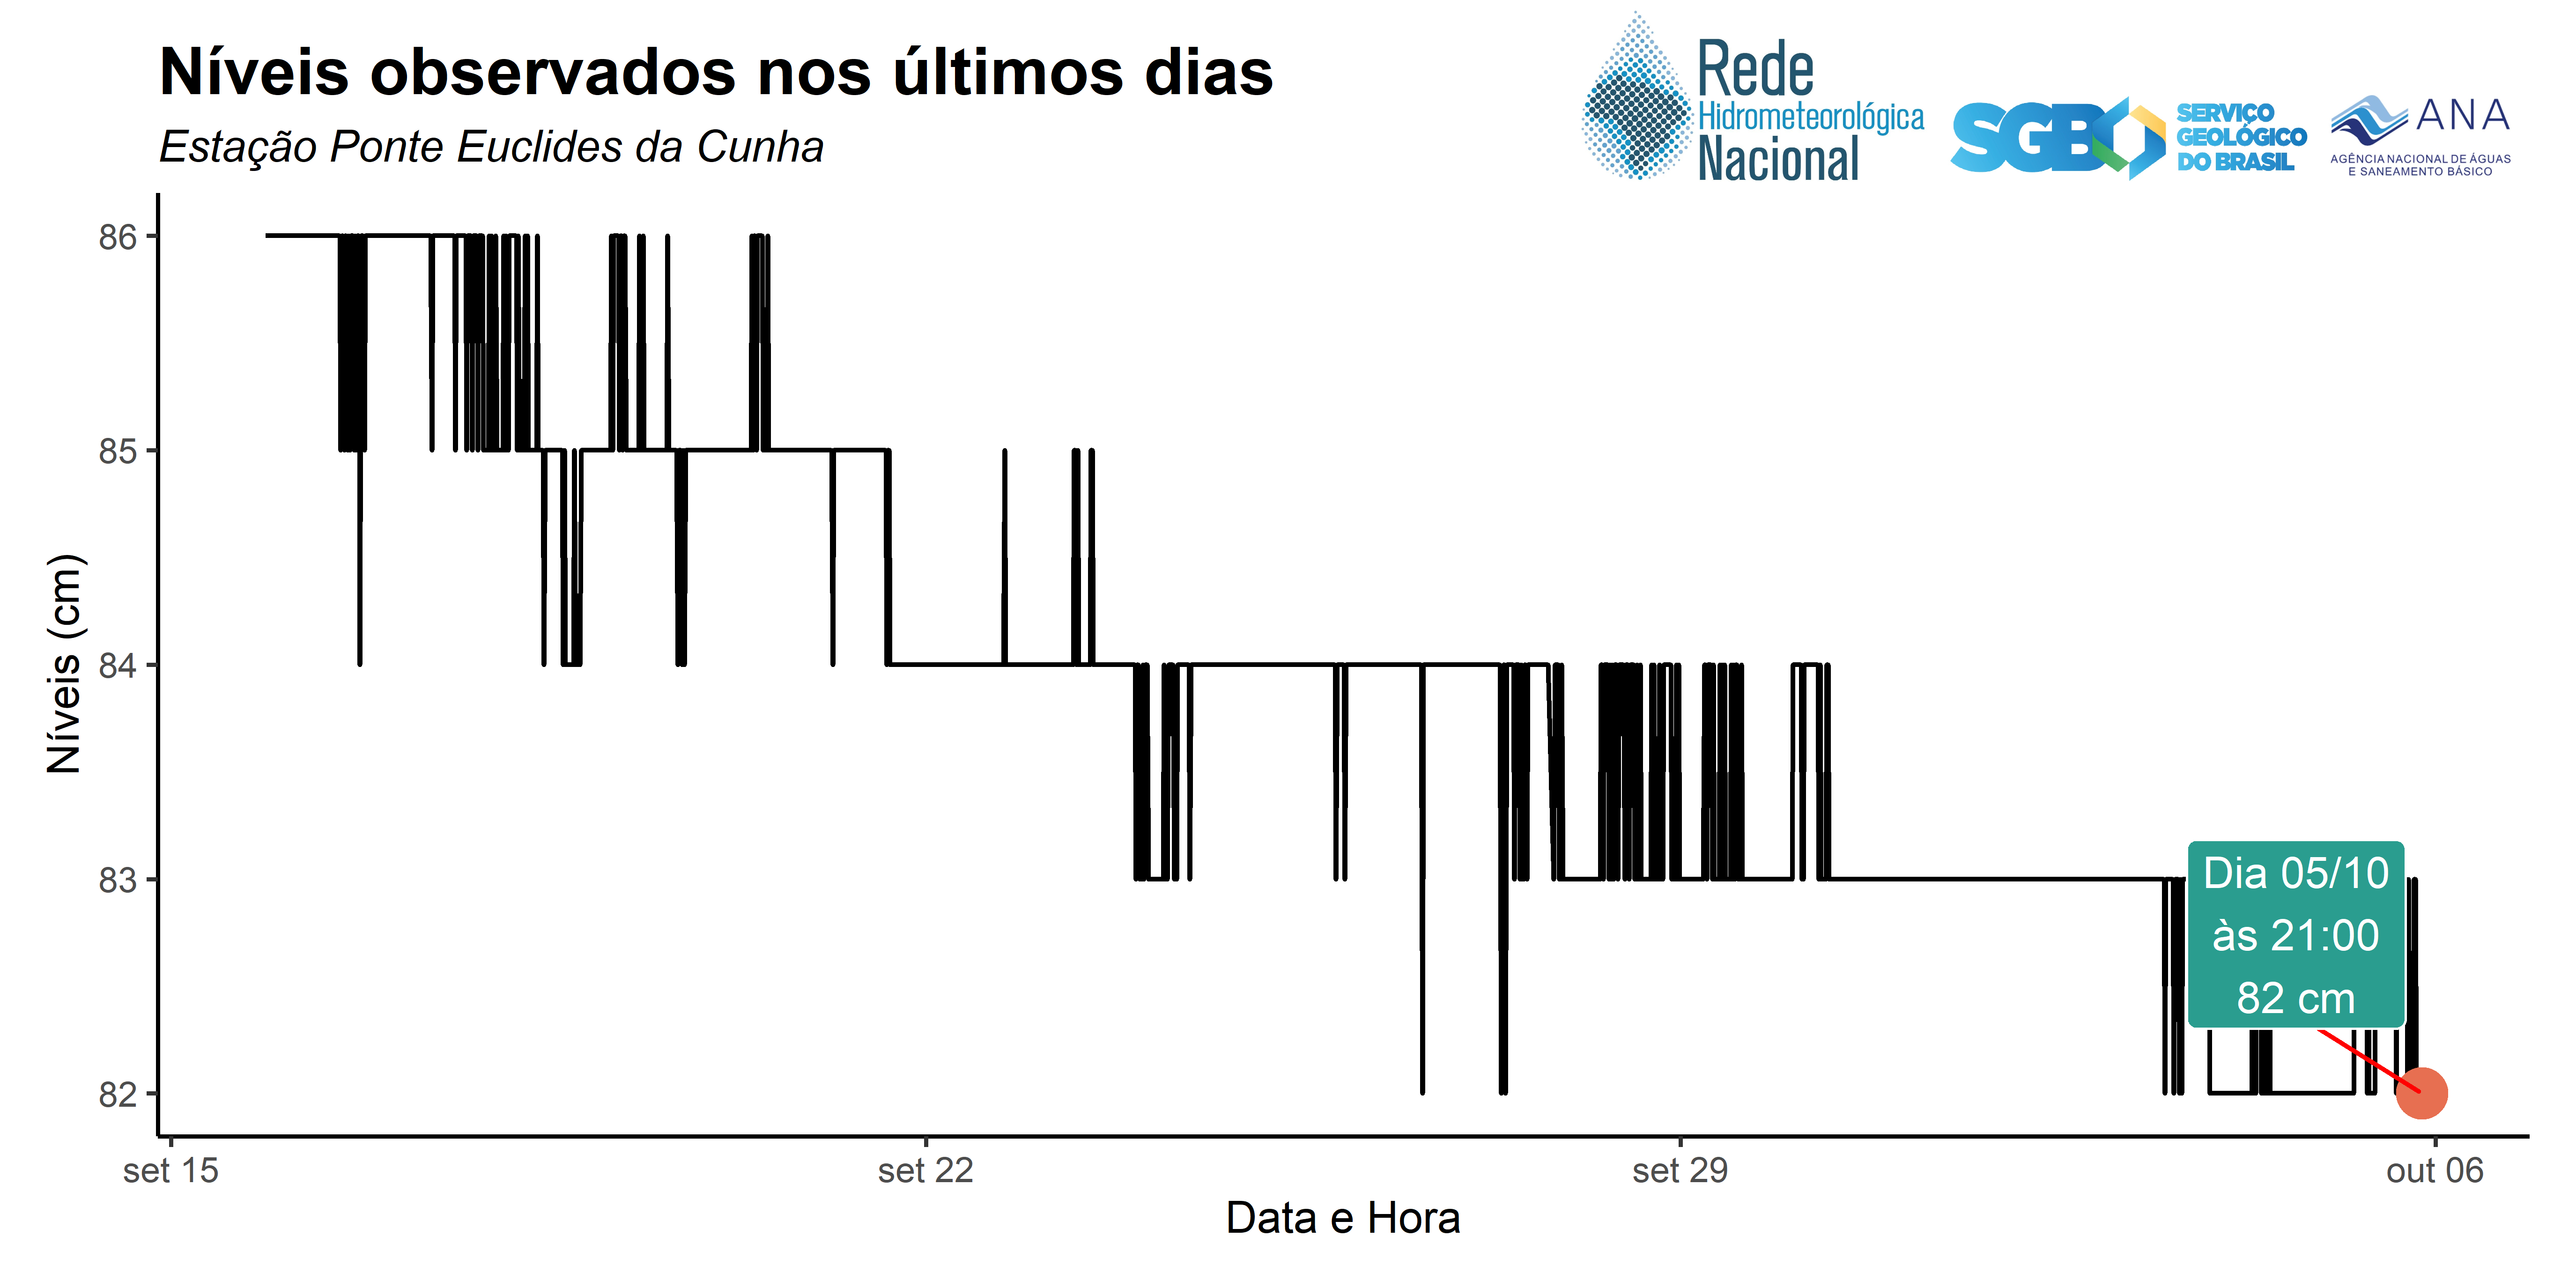 Níveis observados nos últimos dias
Estação Ponte Euclides da Cunha
Rede
Hidrometeorológica
Nacional
SGB
SERVIÇO
GEOLÓGICO
DO BRASIL
ANA
AGÊNCIA NACIONAL DE ÁGUAS
E SANEAMENTO BÁSICO
Níveis (cm)
86
85
84
83
82
Dia 05/10
às 21:00
82 cm
set 15
set 22
set 29
out 06
Data e Hora